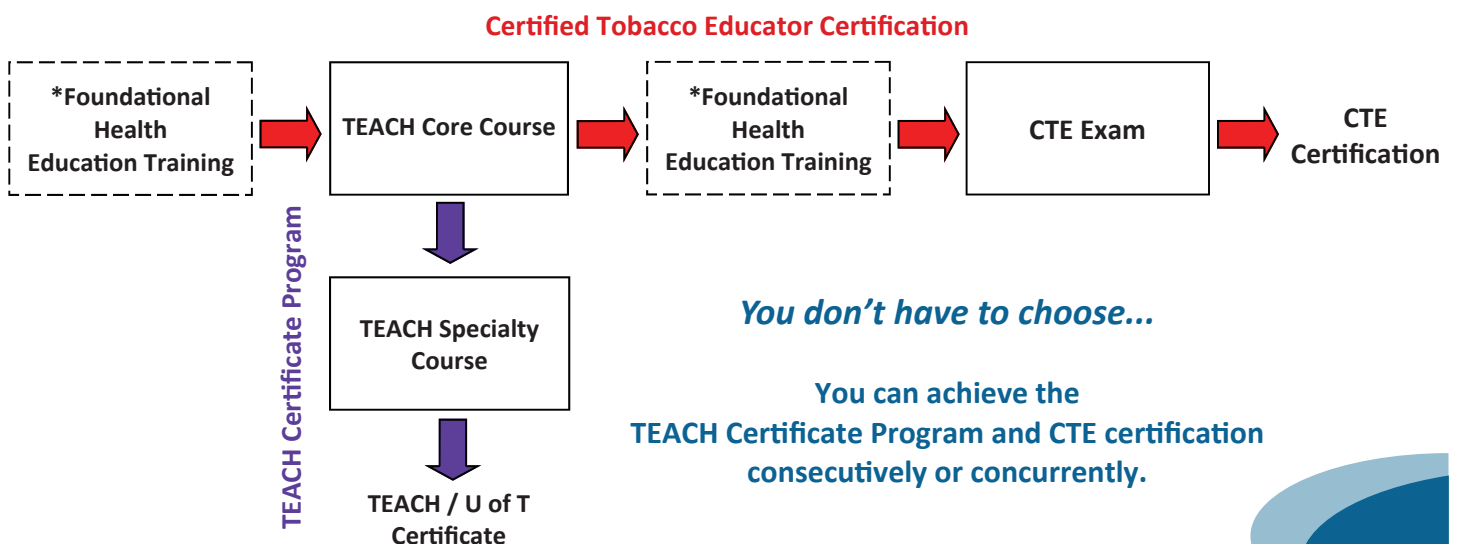 Certified Tobacco Educator Certification
*Foundational
Health
Education Training
TEACH Core Course
*Foundational
Health
Education Training
CTE Exam
CTE
Certification
TEACH Certificate Program
TEACH Specialty
Course
TEACH / U of T
Certificate
You don't have to choose...
You can achieve the
TEACH Certificate Program and CTE certification
consecutively or concurrently.